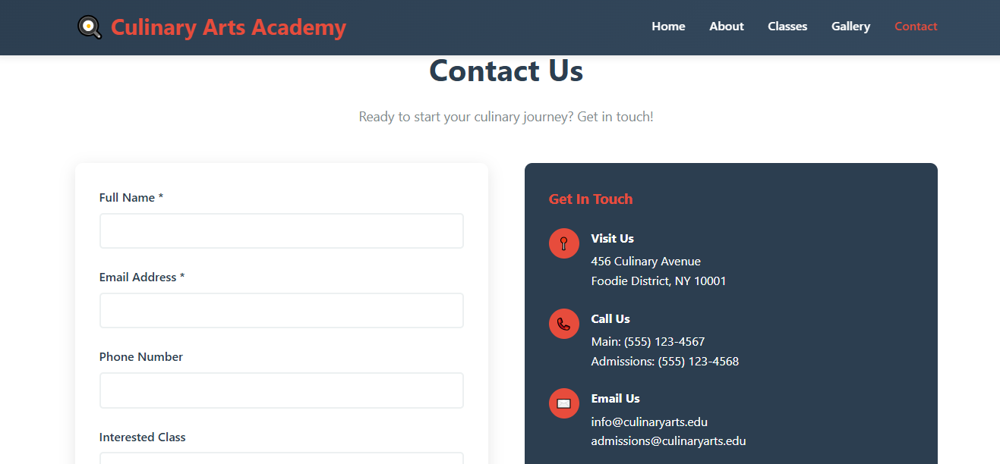 Culinary Arts Academy
Home About Classes Gallery Contact
Contact Us
Ready to start your culinary journey? Get in touch!
Full Name *
Email Address *
Phone Number
Interested Class
Get In Touch
Visit Us
456 Culinary Avenue
Foodie District, NY 10001
Call Us
Main: (555) 123-4567
Admissions: (555) 123-4568
Email Us
info@culinaryarts.edu
admissions@culinaryarts.edu